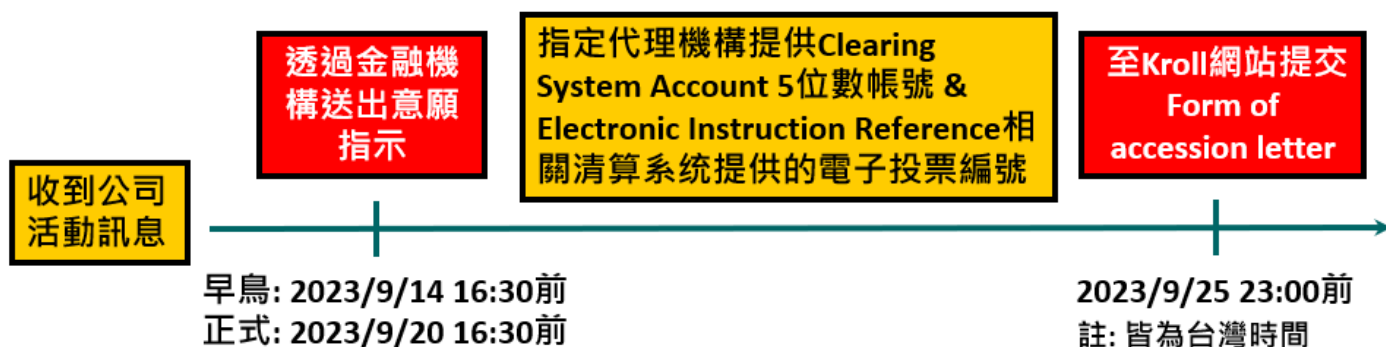 收到公司
活動訊息
透過金融機
構送出意願
指示
早鳥: 2023/9/14 16:30前
正式: 2023/9/20 16:30前
指定代理機構提供Clearing
System Account 5位數帳號 &
Electronic Instruction Reference相
關清算系統提供的電子投票編號
至Kroll網站提交
Form of
accession letter
2023/9/25 23:00前
註: 皆為台灣時間